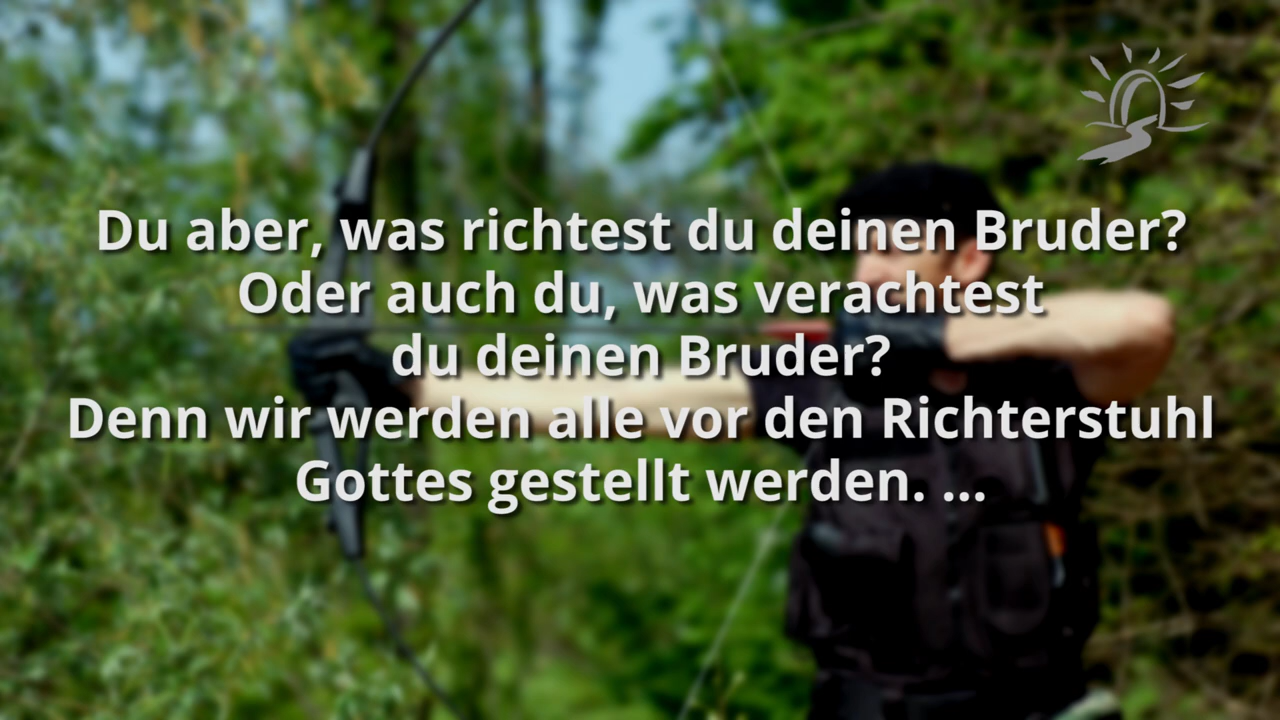 Du aber, was richtest du deinen Bruder?
Oder auch du, was verachtest
du deinen Bruder?
Denn wir werden alle vor den Richterstuhl
Gottes gestellt werden. ...